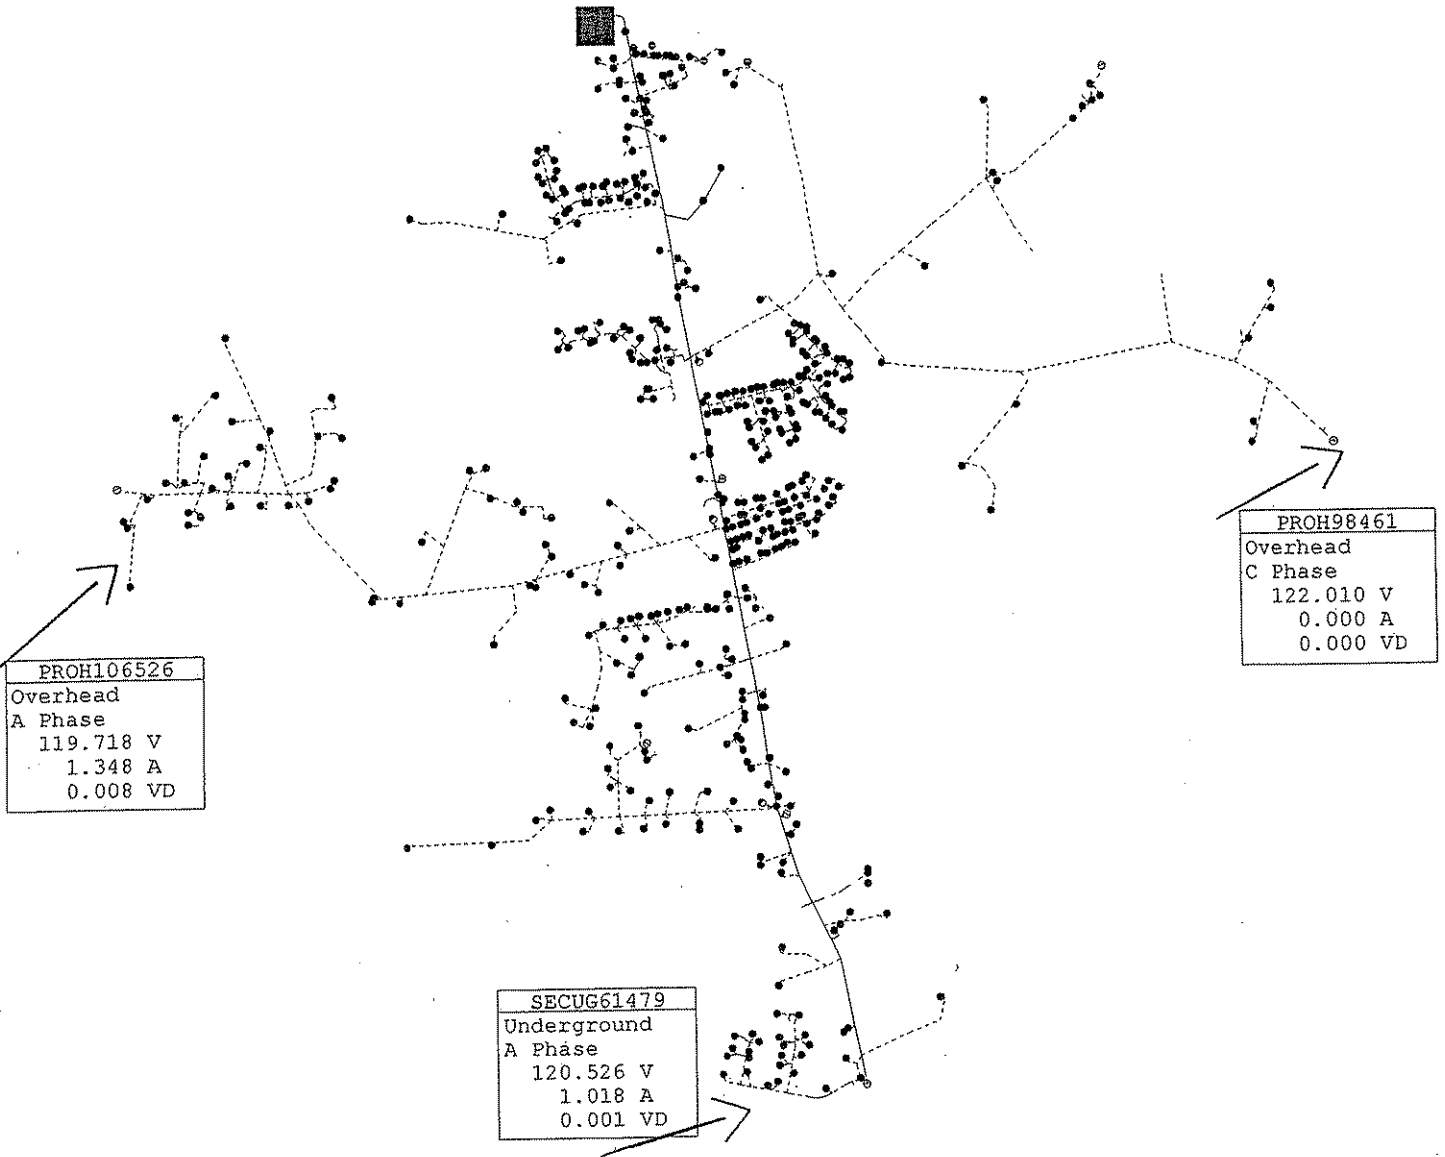 PROH98461
Overhead
C Phase
122.010 V
0.000 A
0.000 VD
PROH106526
Overhead
A Phase
119.718 V
1.348 A
0.008 VD
SECUG61479
Underground
A Phase
120.526 V
1.018 A
0.001 VD